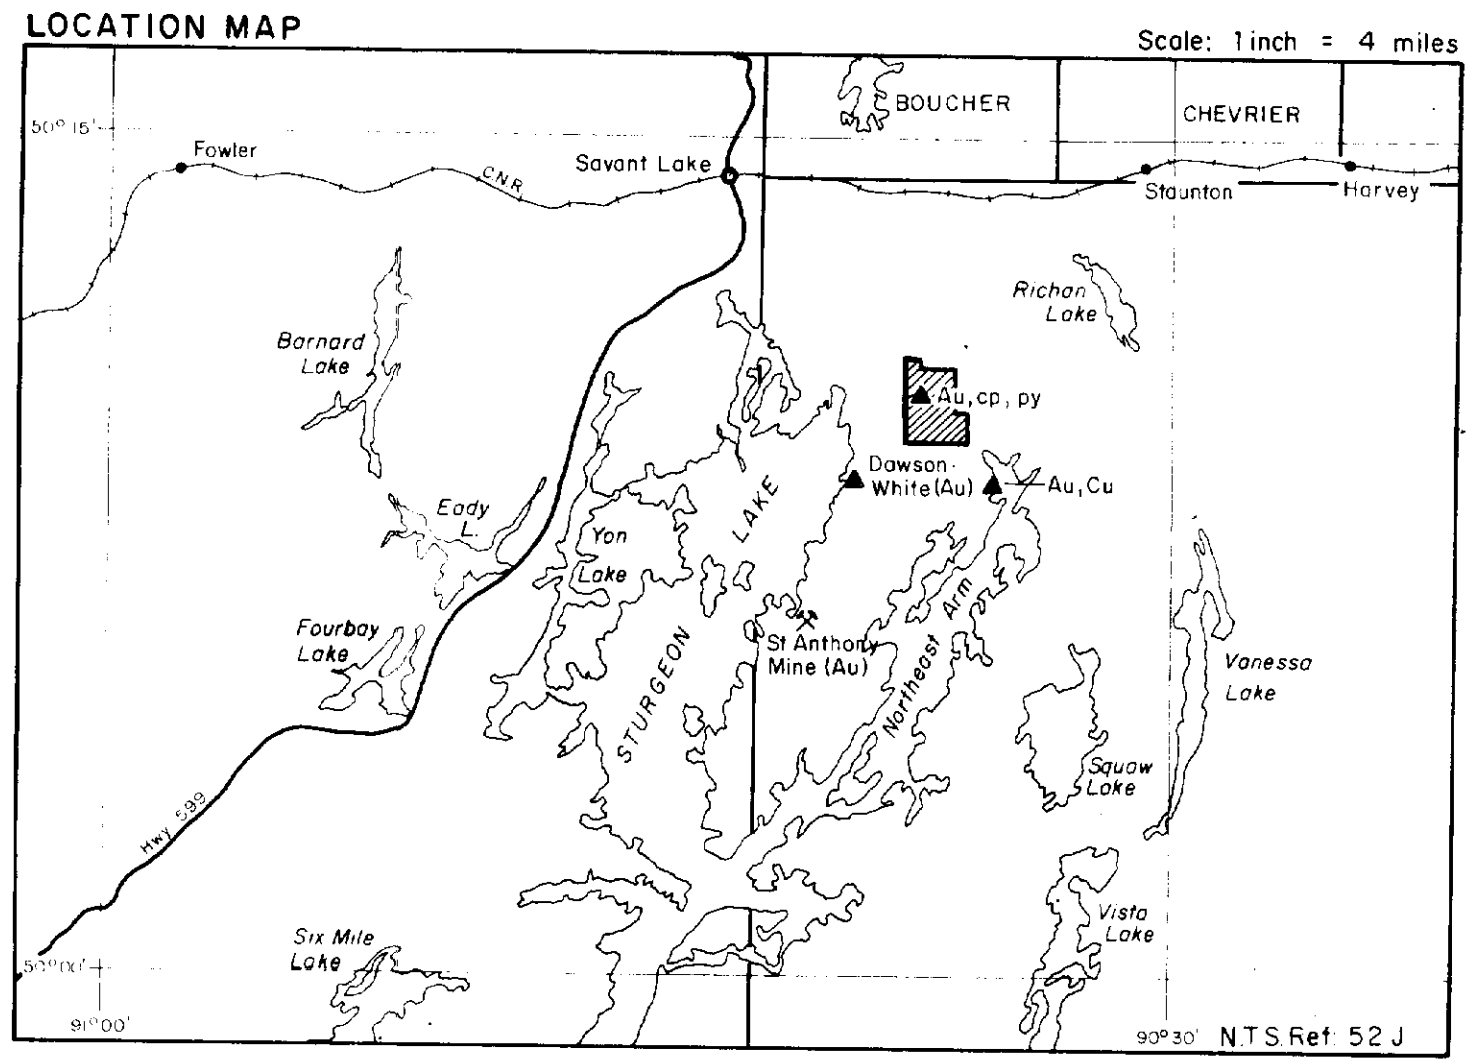 LOCATION MAP
Scale: 1 inch = 4 miles
BOUCHER
CHEVRIER
50° 15'
Fowler
Savant Lake
C.N.R.
Staunton
Harvey
Richan
Lake
Barnard
Lake
Au, cp, py
Dawson-
White (Au)
Au, Cu
Eady
L.
Yon
Lake
STURGEON LAKE
Northeast Arm
St Anthony
Mine (Au)
Fourbay
Lake
Vanessa
Lake
Squaw
Lake
Hwy 599
Vista
Lake
Six Mile
Lake
50°00'
91°00'
90°30'
N.T.S. Ref: 52 J